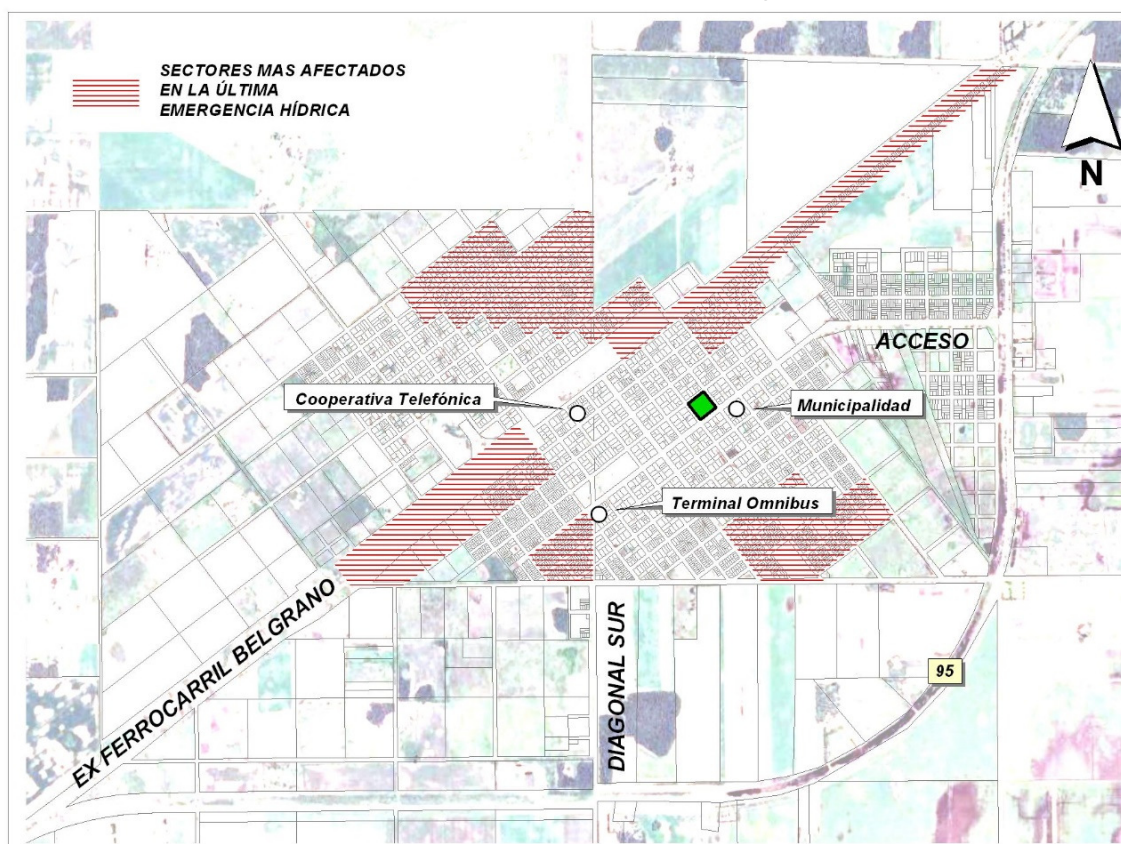 SECTORES MAS AFECTADOS
EN LA ÚLTIMA
EMERGENCIA HÍDRICA
N
ACCESO
Cooperativa Telefónica
Municipalidad
Terminal Omnibus
EX FERROCARRIL BELGRANO
DIAGONAL SUR
95